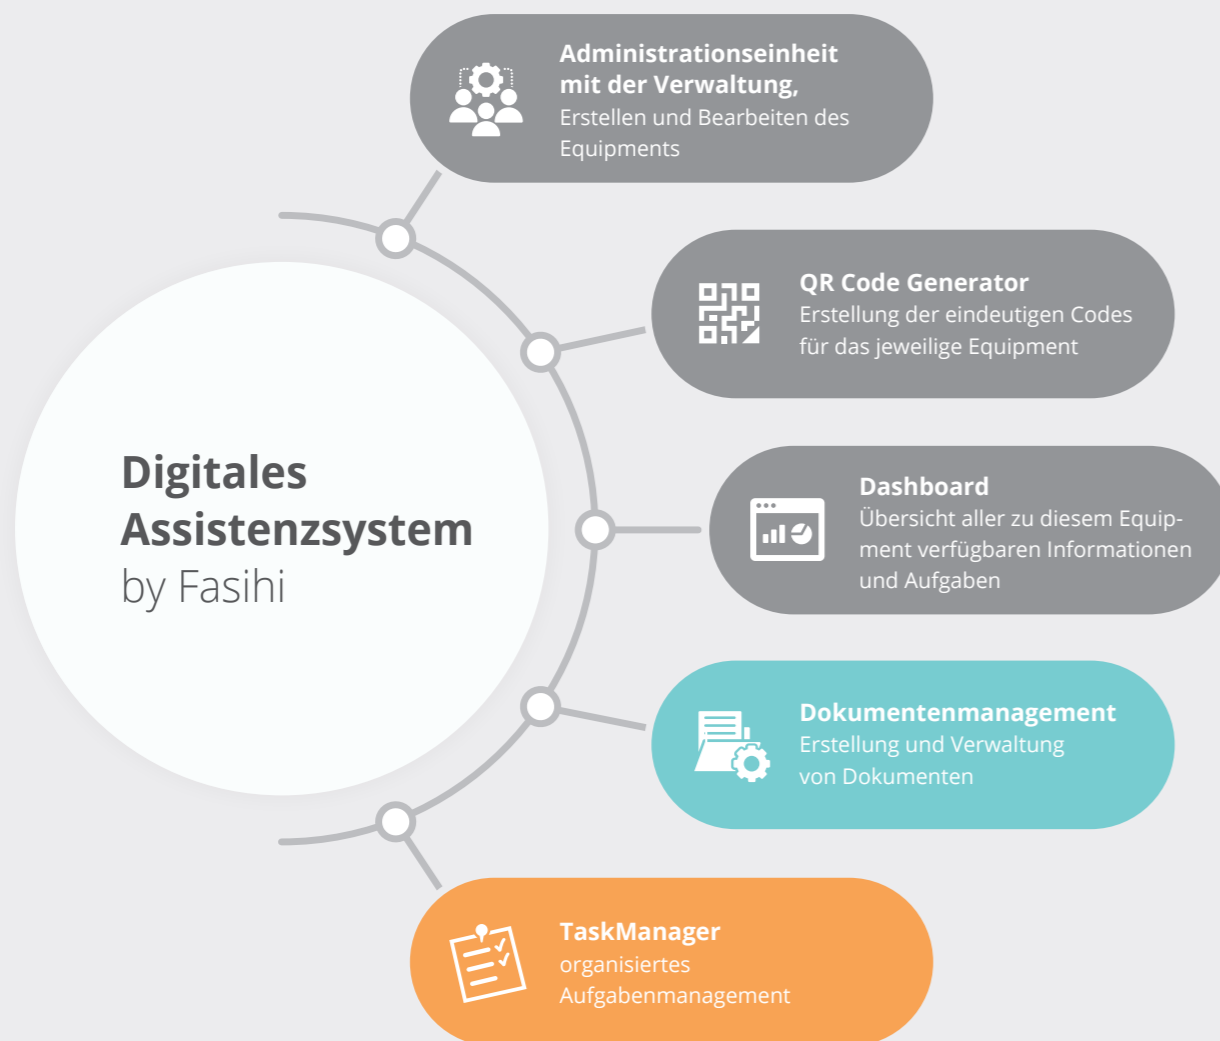 Administrationseinheit
mit der Verwaltung,
Erstellen und Bearbeiten des
Equipments
QR Code Generator
Erstellung der eindeutigen Codes
für das jeweilige Equipment
Digitales
Assistenzsystem
by Fasihi
Dashboard
Übersicht aller zu diesem Equip-
ment verfügbaren Informationen
und Aufgaben
Dokumentenmanagement
Erstellung und Verwaltung
von Dokumenten
TaskManager
organisiertes
Aufgabenmanagement